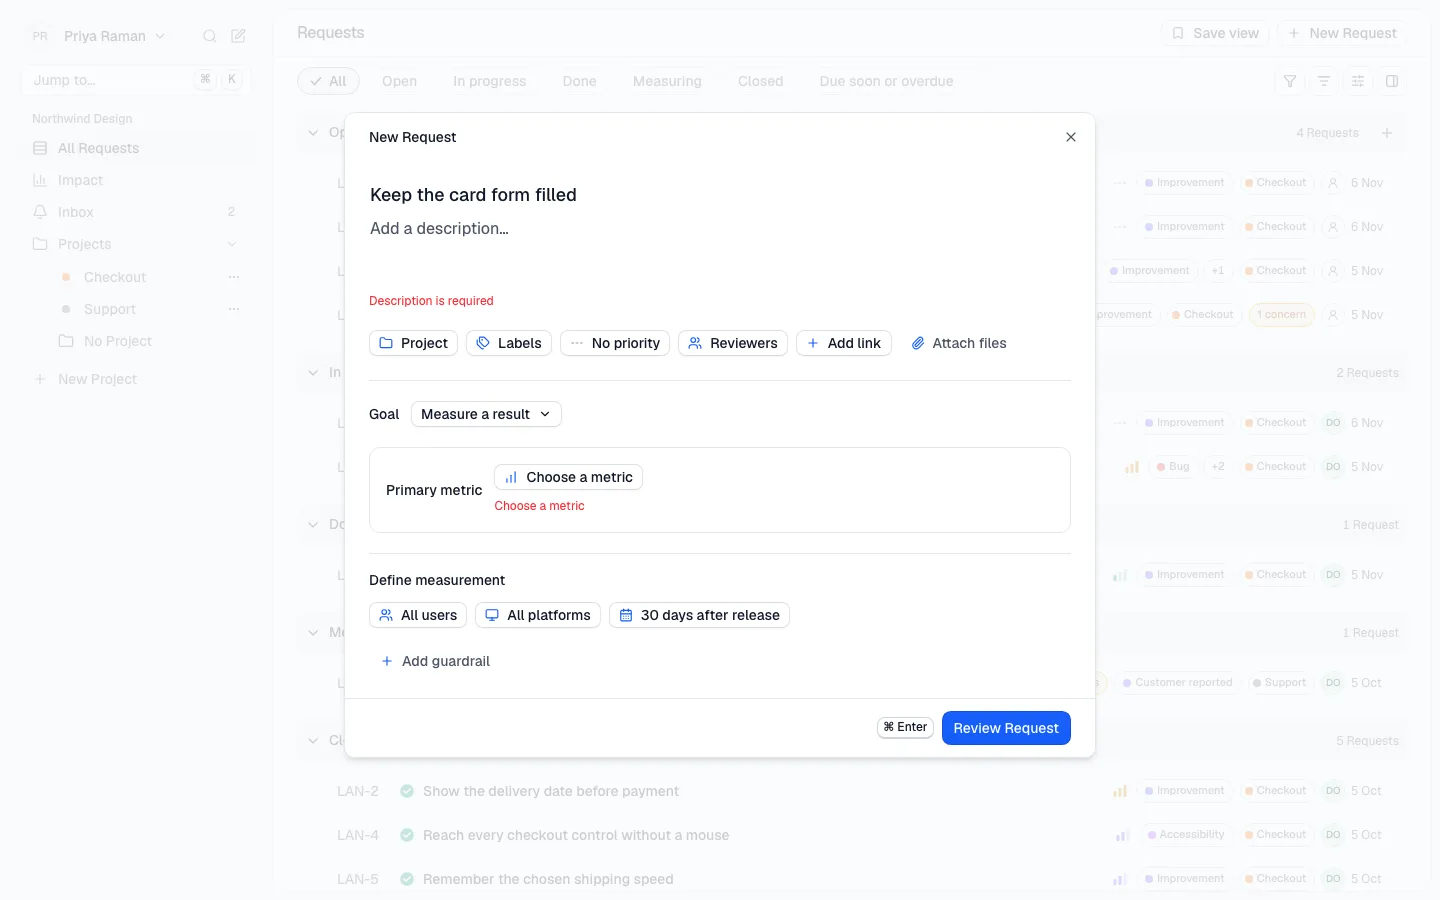 PR Priya Raman
Jump to... ⌘ K
Northwind Design
All Requests
Impact
Inbox 2
Projects
Checkout
Support
No Project
New Project
Requests
Save view
New Request
All Open In progress Done Measuring Closed Due soon or overdue
4 Requests
Improvement Checkout 6 Nov
Improvement Checkout 6 Nov
Improvement +1 Checkout 5 Nov
Checkout 1 concern 5 Nov
In
2 Requests
Improvement Checkout DO 6 Nov
Bug +2 Checkout DO 5 Nov
1 Request
Improvement Checkout DO 5 Nov
1 Request
Customer reported Support DO 5 Oct
5 Requests
LAN-2 Show the delivery date before payment Improvement Checkout DO 5 Oct
LAN-4 Reach every checkout control without a mouse Accessibility Checkout DO 5 Oct
LAN-5 Remember the chosen shipping speed Improvement Checkout DO 5 Oct
New Request
Keep the card form filled
Add a description...
Description is required
Project Labels No priority Reviewers Add link Attach files
Goal Measure a result
Primary metric Choose a metric
Choose a metric
Define measurement
All users All platforms 30 days after release
Add guardrail
⌘ Enter Review Request